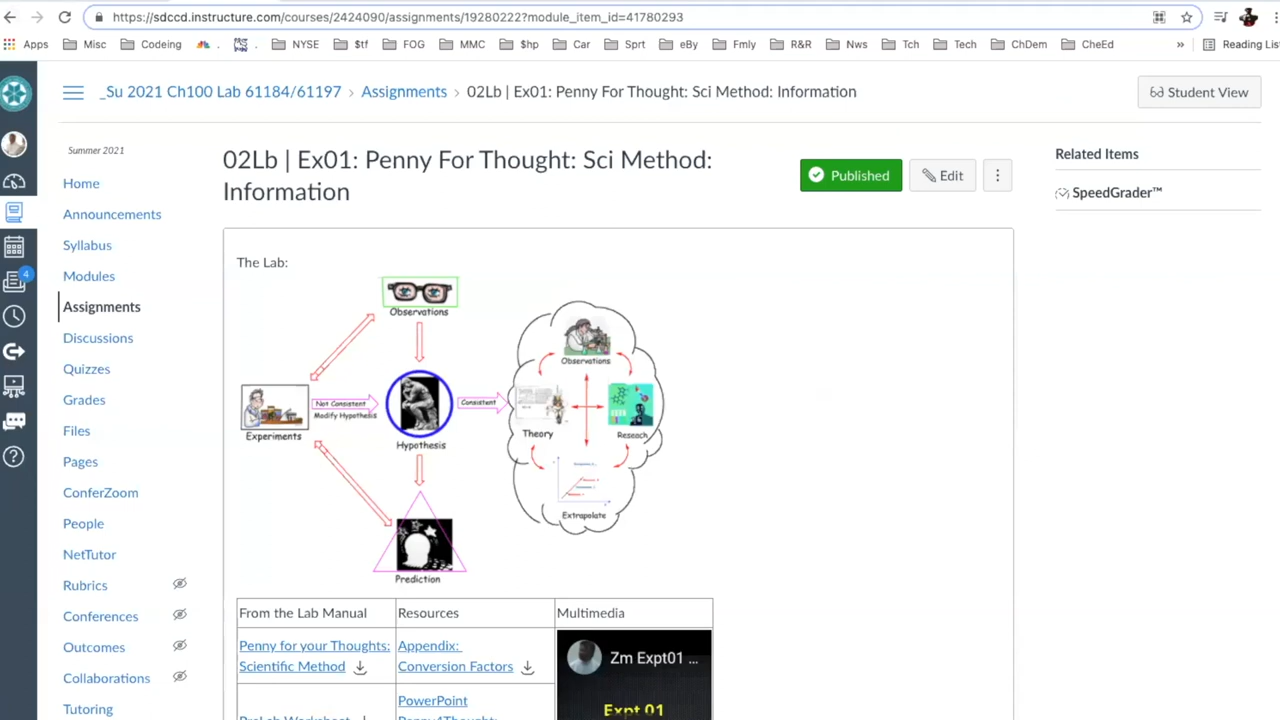 https://sdccd.instructure.com/courses/2424090/assignments/19280222?module_item_id=41780293
Apps Misc Codeing . . NYSE $tf FOG MMC $hp Car Sprt eBy Fmly R&R Nws Tch Tech ChDem CheEd » Reading List
_Su 2021 Ch100 Lab 61184/61197 › Assignments › 02Lb | Ex01: Penny For Thought: Sci Method: Information
Student View
Summer 2021
Home
Announcements
Syllabus
Modules
Assignments
Discussions
Quizzes
Grades
Files
Pages
ConferZoom
People
NetTutor
Rubrics
Conferences
Outcomes
Collaborations
Tutoring
4
02Lb | Ex01: Penny For Thought: Sci Method:
Information
Published
Edit
Related Items
SpeedGrader™
The Lab:
Observations
Experiments
Not Consistent
Modify Hypothesis
Hypothesis
Consistent
Prediction
Observations
Theory
Reseach
Extrapolate
From the Lab Manual
Resources
Multimedia
Penny for your Thoughts:
Scientific Method
Appendix:
Conversion Factors
Zm Expt01 ...
PreLab Worksheet
PowerPoint
Penny4Thought:
Expt 01